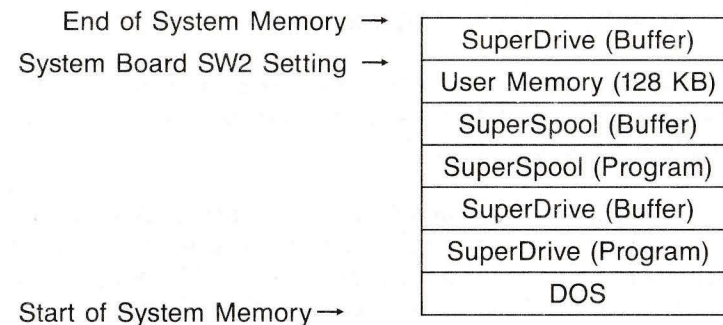 End of System Memory →
System Board SW2 Setting →
SuperDrive (Buffer)
User Memory (128 KB)
SuperSpool (Buffer)
SuperSpool (Program)
SuperDrive (Buffer)
SuperDrive (Program)
DOS
Start of System Memory →